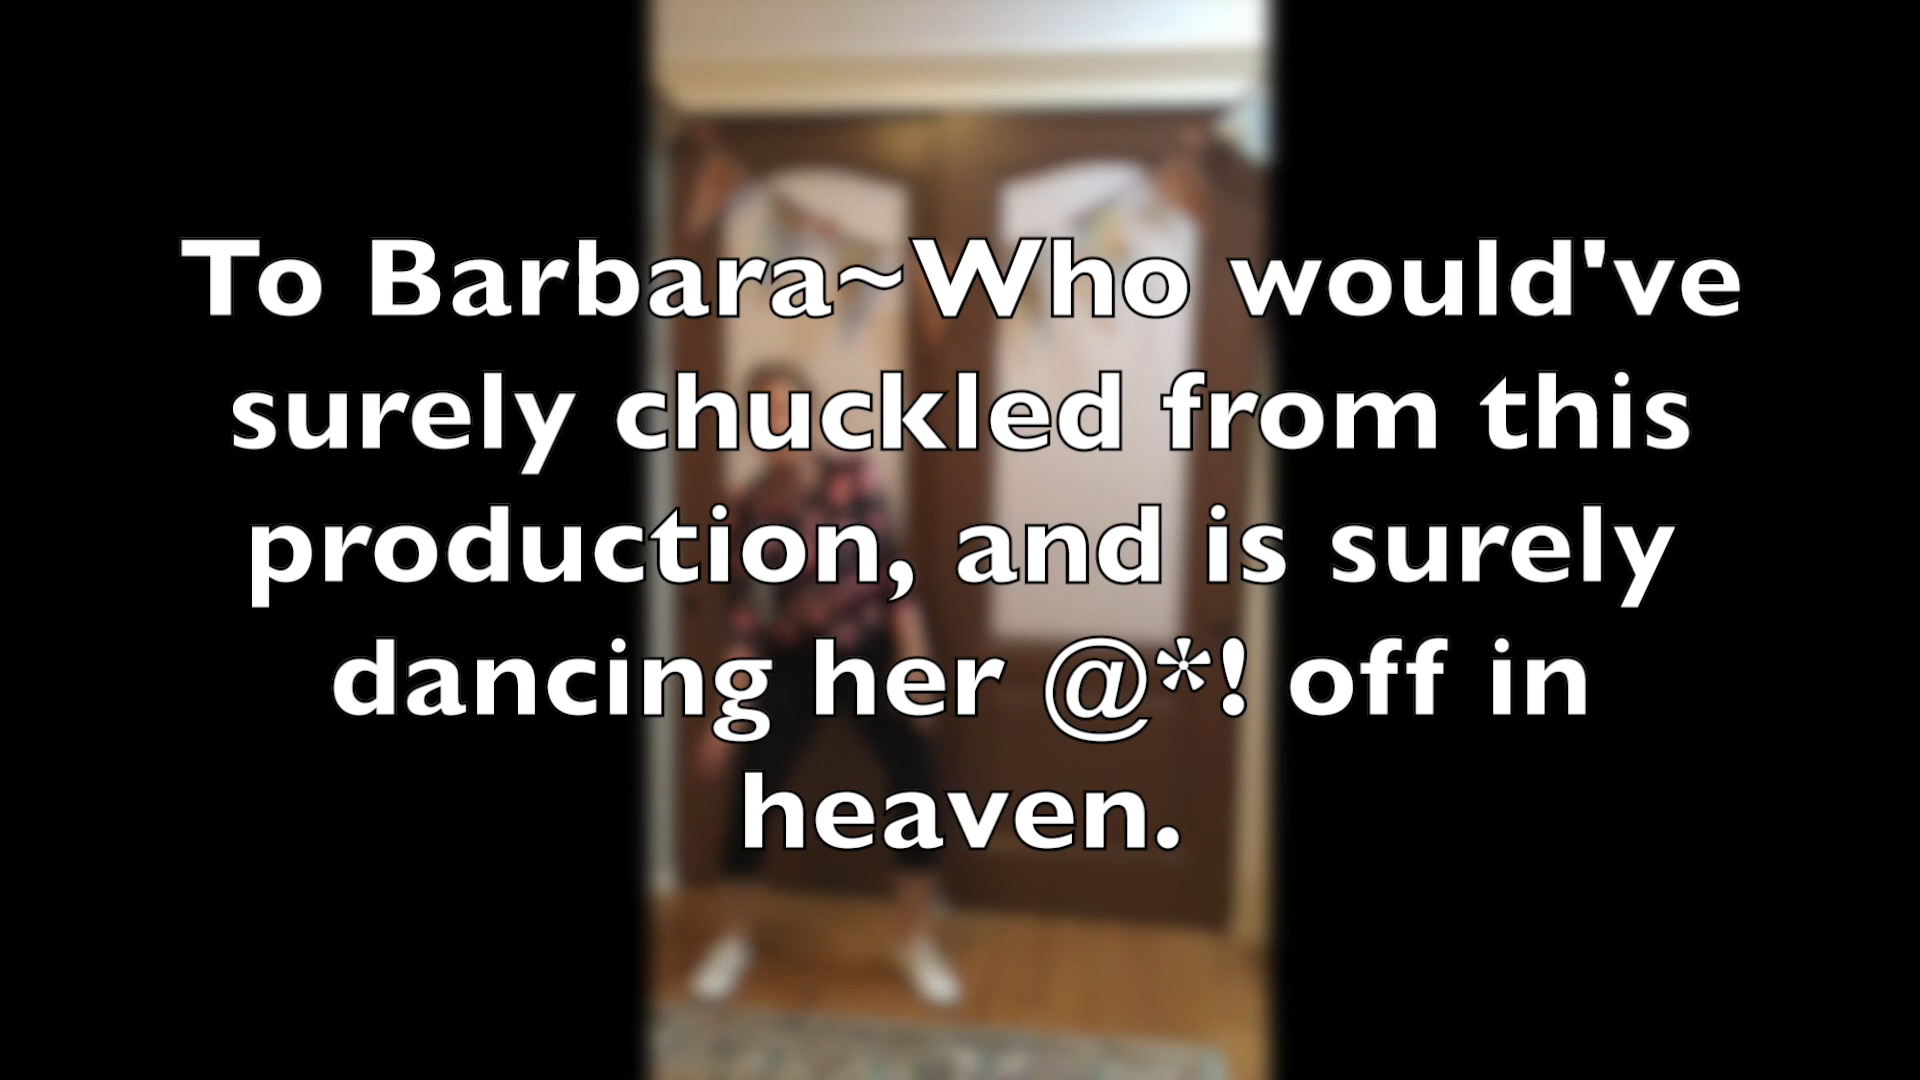 To Barbara~Who would've
surely chuckled from this
production, and is surely
dancing her @*! off in
heaven.